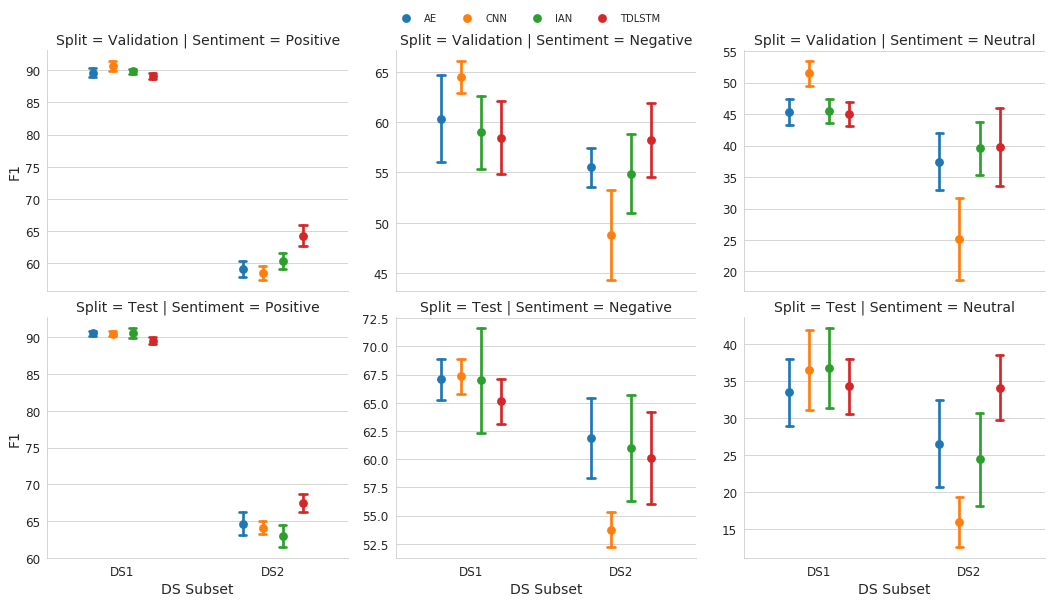 AE CNN IAN TDLSTM
Split = Validation | Sentiment = Positive
Split = Validation | Sentiment = Negative
Split = Validation | Sentiment = Neutral
F1
90
85
80
75
70
65
60
65
60
55
50
45
55
50
45
40
35
30
25
20
Split = Test | Sentiment = Positive
Split = Test | Sentiment = Negative
Split = Test | Sentiment = Neutral
F1
90
85
80
75
70
65
60
72.5
70.0
67.5
65.0
62.5
60.0
57.5
55.0
52.5
40
35
30
25
20
15
DS1 DS2
DS Subset
DS1 DS2
DS Subset
DS1 DS2
DS Subset